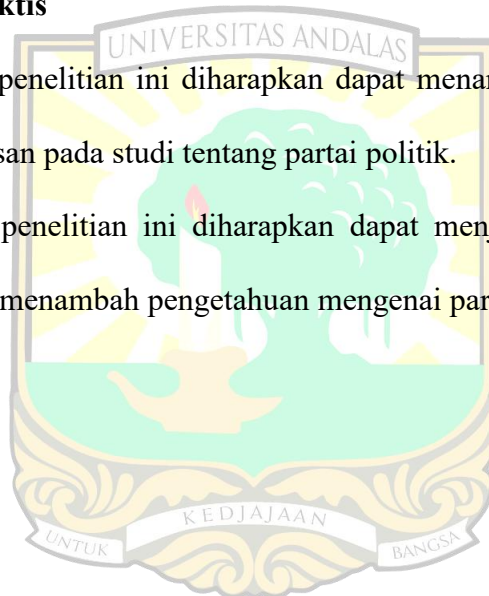 ktis
UNIVERSITAS ANDALAS
penelitian ini diharapkan dapat menar
san pada studi tentang partai politik.
penelitian ini diharapkan dapat menj
menambah pengetahuan mengenai par
KEDJAJAAN
UNTUK BANGSA